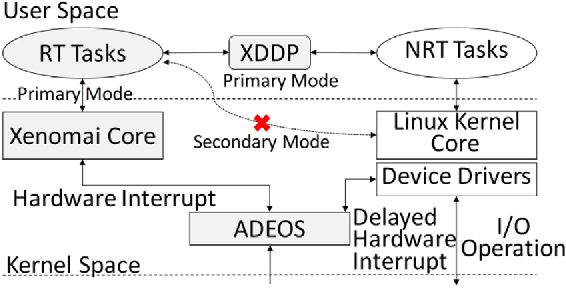 User Space
RT Tasks
XDDP
NRT Tasks
Primary Mode
Primary Mode
Xenomai Core
Secondary Mode
Linux Kernel
Core
Device Drivers
Hardware Interrupt
ADEOS
Delayed
Hardware
Interrupt
I/O
Operation
Kernel Space